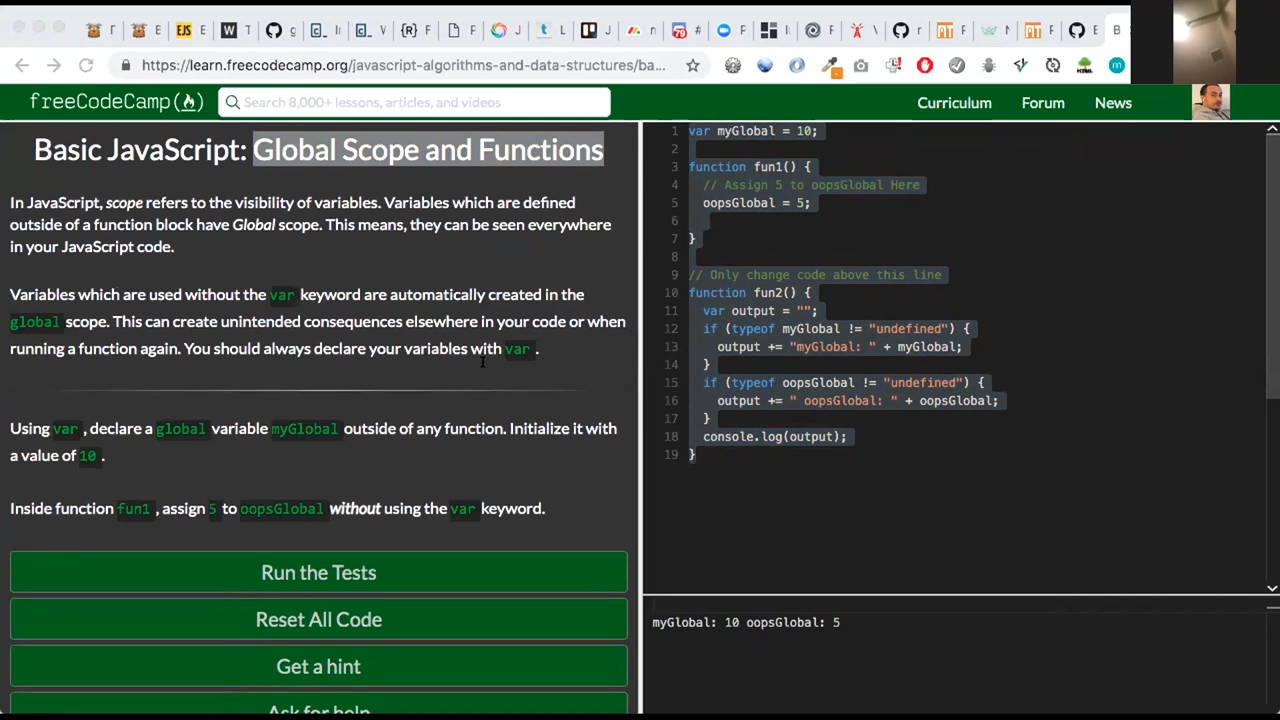 EJS
W
T
F
J
79
https://learn.freecodecamp.org/javascript-algorithms-and-data-structures/ba...
freeCodeCamp
Search 8,000+ lessons, articles, and videos
Curriculum
Forum
News
Basic JavaScript: Global Scope and Functions
In JavaScript, scope refers to the visibility of variables. Variables which are defined
outside of a function block have Global scope. This means, they can be seen everywhere
in your JavaScript code.
Variables which are used without the var keyword are automatically created in the
global scope. This can create unintended consequences elsewhere in your code or when
running a function again. You should always declare your variables with var .
Using var , declare a global variable myGlobal outside of any function. Initialize it with
a value of 10 .
Inside function fun1 , assign 5 to oopsGlobal without using the var keyword.
Run the Tests
Reset All Code
Get a hint
Ask for help
1 var myGlobal = 10;
2
3 function fun1() {
4 // Assign 5 to oopsGlobal Here
5 oopsGlobal = 5;
6
7 }
8
9 // Only change code above this line
10 function fun2() {
11 var output = "";
12 if (typeof myGlobal != "undefined") {
13 output += "myGlobal: " + myGlobal;
14 }
15 if (typeof oopsGlobal != "undefined") {
16 output += " oopsGlobal: " + oopsGlobal;
17 }
18 console.log(output);
19 }
myGlobal: 10 oopsGlobal: 5